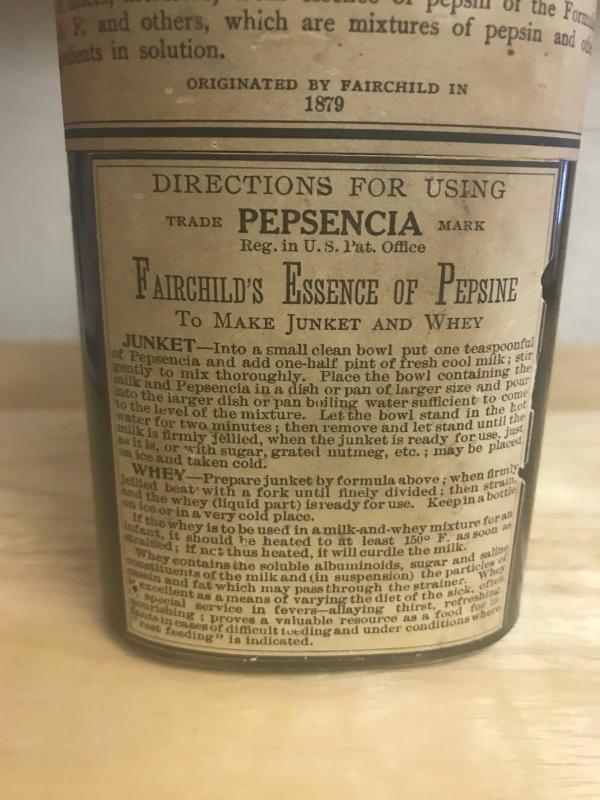 essence of pepsin of the
F. and others, which are mixtures of pepsin and
in solution.
ORIGINATED BY FAIRCHILD IN
1879
DIRECTIONS FOR USING
TRADE PEPSENCIA MARK
Reg. in U. S. Pat. Office
FAIRCHILD'S ESSENCE OF PEPSINE
TO MAKE JUNKET AND WHEY
JUNKET—Into a small clean bowl put one teaspoonful
of Pepsencia and add one-half pint of fresh cool milk; stir
gently to mix thoroughly. Place the bowl containing the
milk and Pepsencia in a dish or pan of larger size and pour
into the larger dish or pan boiling water sufficient to come
to the level of the mixture. Let the bowl stand in the hot
water for two minutes; then remove and let stand until the
milk is firmly jellied, when the junket is ready for use, just
as it is, or with sugar, grated nutmeg, etc.; may be placed
on ice and taken cold.
WHEY—Prepare junket by formula above; when firmly
jellied beat with a fork until finely divided; then strain,
and the whey (liquid part) is ready for use. Keep in a bottle
on ice or in a very cold place.
If the whey is to be used in a milk-and-whey mixture for an
infant, it should be heated to at least 150° F. as soon as
strained; if not thus heated, it will curdle the milk.
Whey contains the soluble albuminoids, sugar and saline
constituents of the milk and (in suspension) the particles of
casein and fat which may pass through the strainer. Whey
is excellent as a means of varying the diet of the sick, often
special service in fevers—allaying thirst, refreshing,
nourishing; proves a valuable resource as a food for in-
fants in cases of difficult feeding and under conditions where
"rest feeding" is indicated.